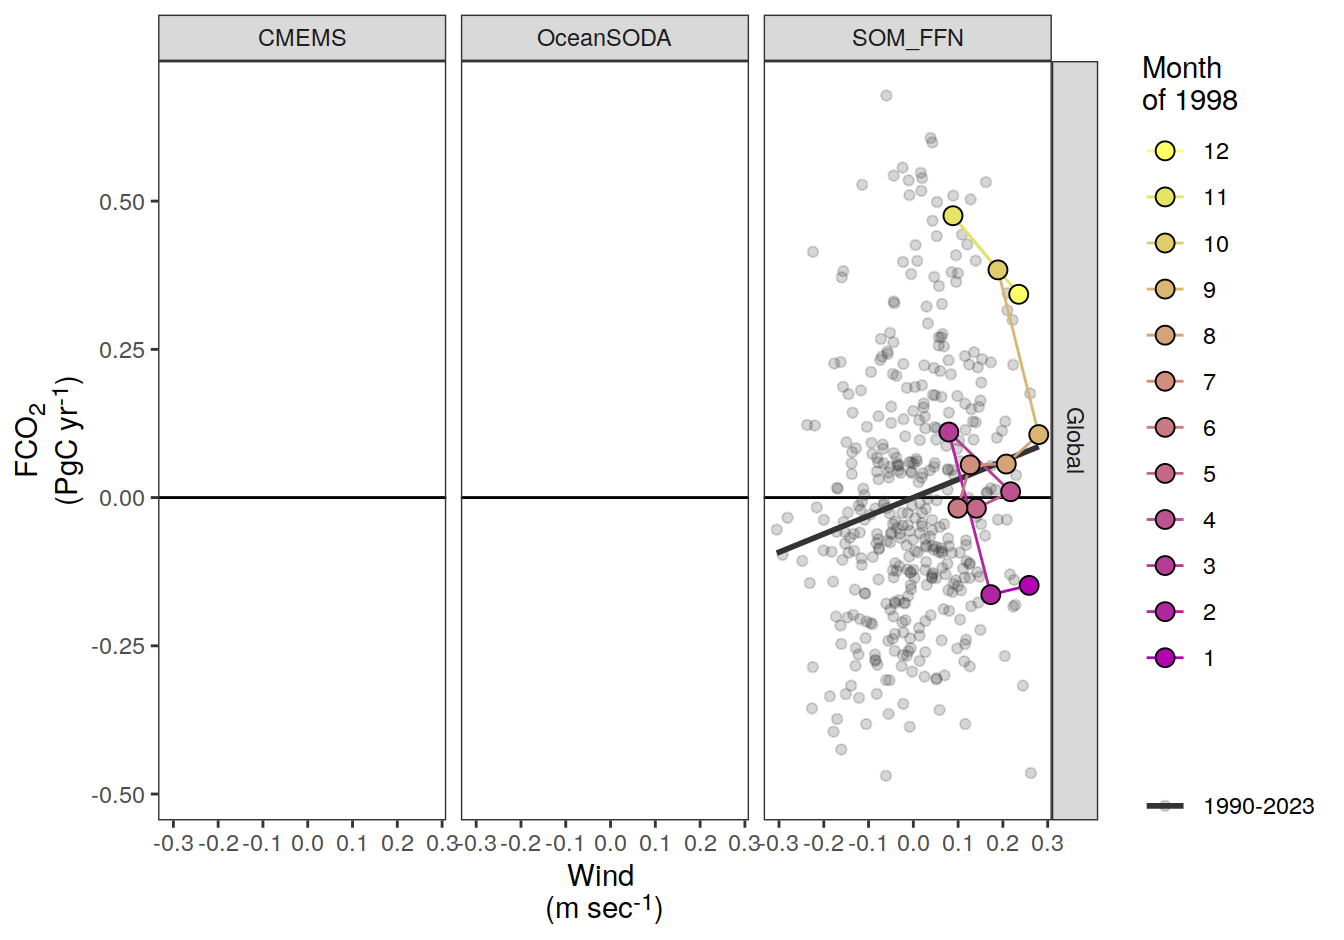 CMEMS OceanSODA SOM_FFN
Global
FCO2
(PgC yr-1)
0.50
0.25
0.00
-0.25
-0.50
-0.3 -0.2 -0.1 0.0 0.1 0.2 0.3 -0.3 -0.2 -0.1 0.0 0.1 0.2 0.3 -0.3 -0.2 -0.1 0.0 0.1 0.2 0.3
Wind
(m sec-1)
Month
of 1998
12
11
10
9
8
7
6
5
4
3
2
1
1990-2023